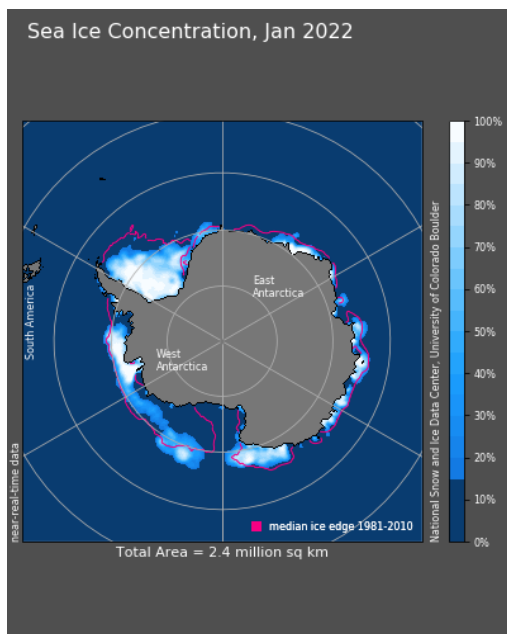 Sea Ice Concentration, Jan 2022
100%
90%
80%
70%
60%
50%
40%
30%
20%
10%
0%
National Snow and Ice Data Center, University of Colorado Boulder
East
Antarctica
West
Antarctica
South America
near-real-time data
median ice edge 1981-2010
Total Area = 2.4 million sq km